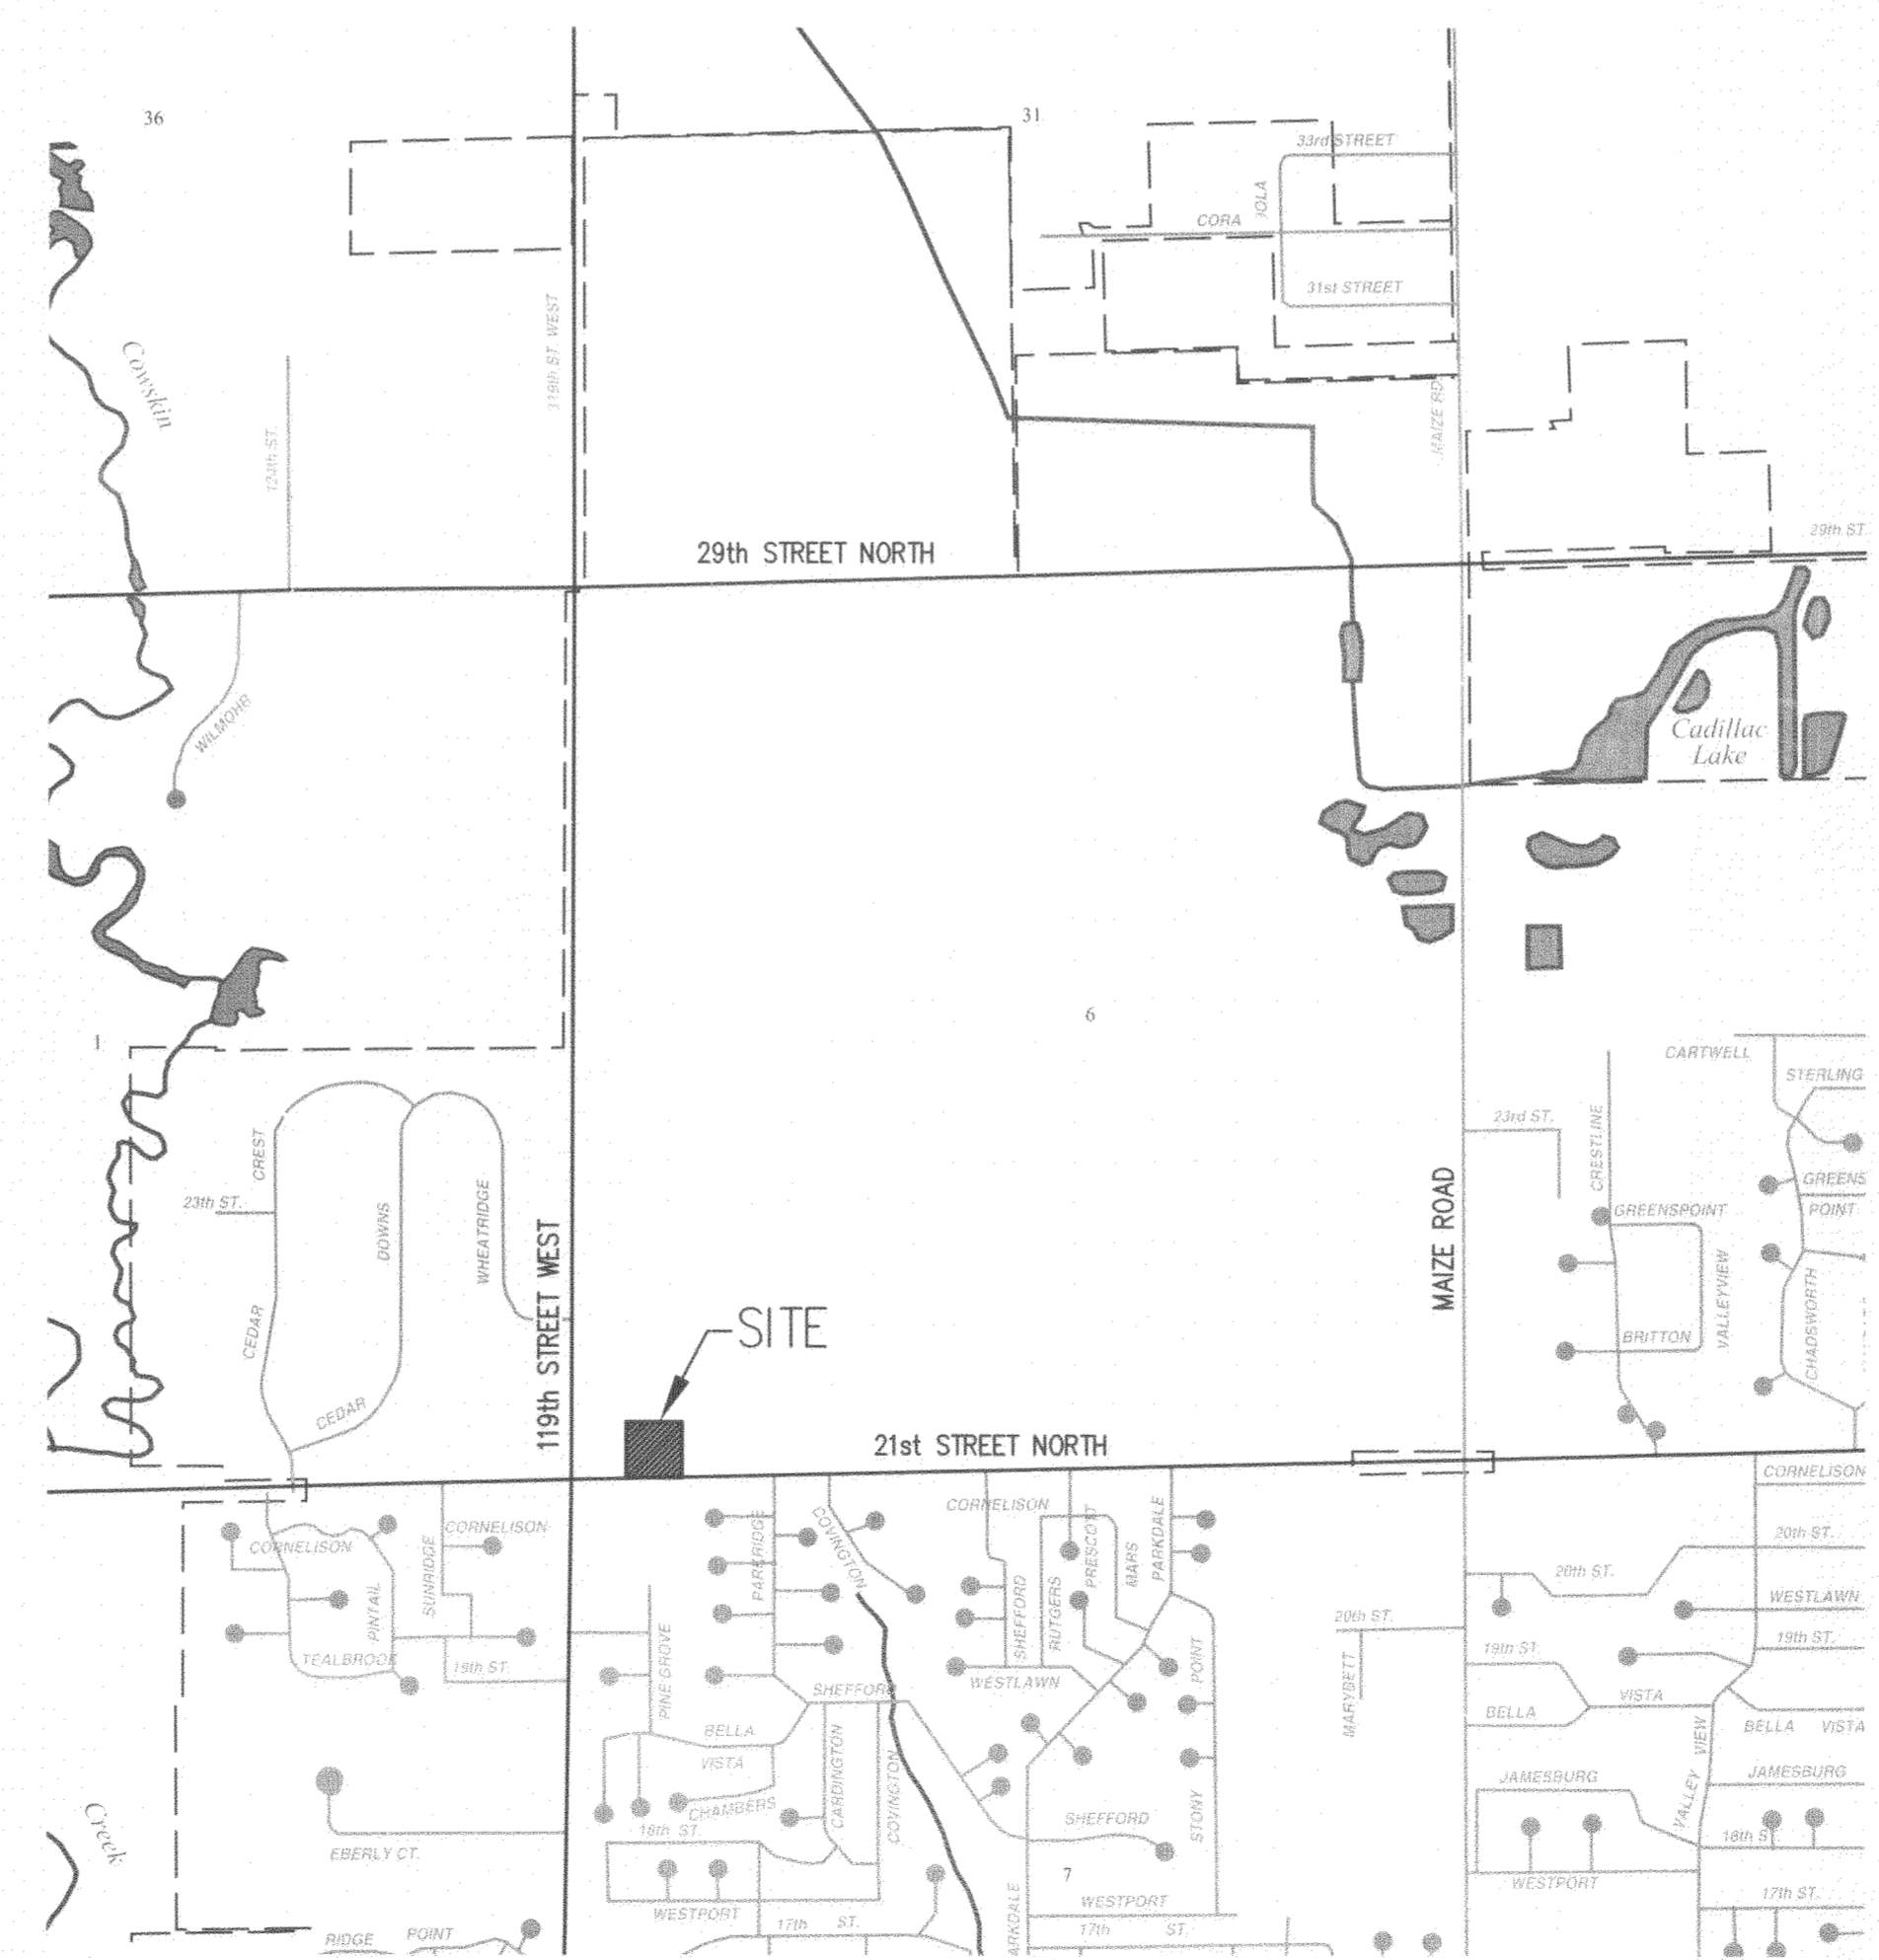 36
31
33rd STREET
IOLA
CORA
31st STREET
119th ST. WEST
Cowskin
124th ST.
MAIZE RD
29th STREET NORTH
29th ST.
WILMOHR
Cadillac
Lake
6
1
CARTWELL
STERLING
23rd ST.
CRESTLINE
CREST
23th ST.
DOWNS
WHEATRIDGE
GREENS
POINT
GREENSPOINT
VALLEYVIEW
CHADSWORTH
BRITTON
MAIZE ROAD
119th STREET WEST
CEDAR
CEDAR
SITE
21st STREET NORTH
CORNELISON
CORNELISON
CORNELISON
SUNRIDGE
PINTAIL
TEALBROOK
19th ST.
PARKRIDGE
COVINGTON
CORNELISON
PRESCOTT
MARS
PARKDALE
SHEFFORD
RUTGERS
WESTLAWN
POINT
STONY
20th ST.
MARYBETT
20th ST.
20th ST.
WESTLAWN
19th ST.
19th ST.
BELLA
VISTA
BELLA
VISTA
VIEW
VALLEY
PINE GROVE
SHEFFORD
BELLA
VISTA
CHAMBERS
CARDINGTON
COVINGTON
18th ST.
SHEFFORD
JAMESBURG
JAMESBURG
18th ST.
WESTPORT
17th ST.
Creek
EBERLY CT.
7
WESTPORT
17th
ST.
WESTPORT
17th
ST.
ARKDALE
RIDGE
POINT